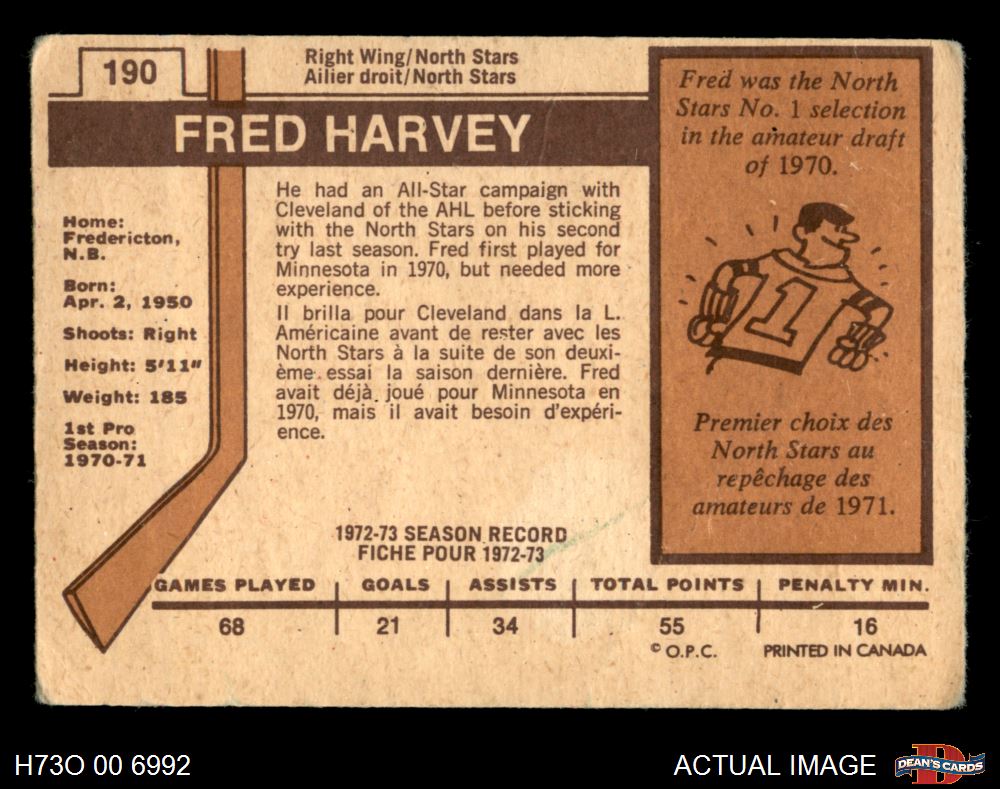 190
Right Wing/North Stars
Ailier droit/North Stars
FRED HARVEY
Home:
Fredericton,
N.B.
Born:
Apr. 2, 1950
Shoots: Right
Height: 5'11"
Weight: 185
1st Pro
Season:
1970-71
He had an All-Star campaign with
Cleveland of the AHL before sticking
with the North Stars on his second
try last season. Fred first played for
Minnesota in 1970, but needed more
experience.
Il brilla pour Cleveland dans la L.
Américaine avant de rester avec les
North Stars à la suite de son deuxi-
ème essai la saison dernière. Fred
avait déjà joué pour Minnesota en
1970, mais il avait besoin d'expéri-
ence.
Fred was the North
Stars No. 1 selection
in the amateur draft
of 1970.
1
Premier choix des
North Stars au
repêchage des
amateurs de 1971.
1972-73 SEASON RECORD
FICHE POUR 1972-73
GAMES PLAYED GOALS ASSISTS TOTAL POINTS PENALTY MIN.
68 21 34 55 16
© O.P.C. PRINTED IN CANADA
H73O 00 6992
ACTUAL IMAGE
D
DEAN'S CARDS